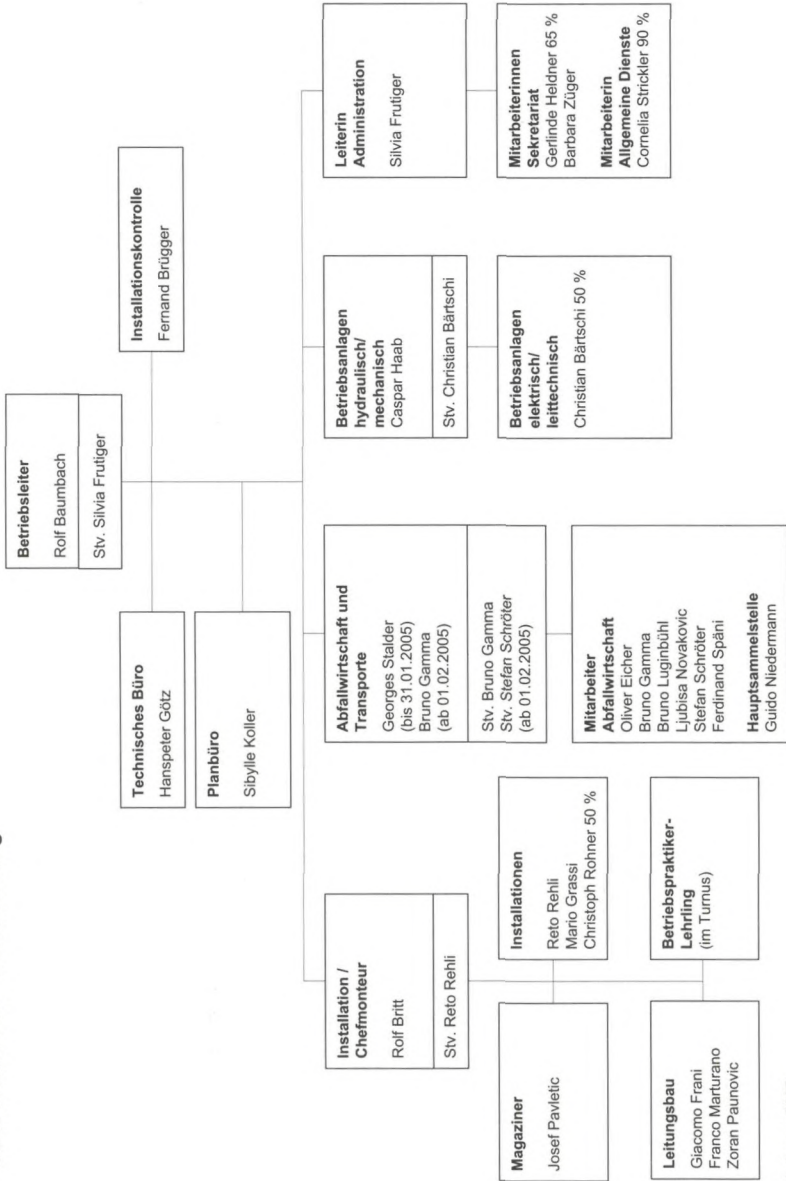 Betriebsleiter
Rolf Baumbach
Stv. Silvia Frutiger
Technisches Büro
Hanspeter Götz
Installationskontrolle
Fernand Brügger
Planbüro
Sibylle Koller
Installation /
Chefmonteur
Rolf Britt
Stv. Reto Rehli
Abfallwirtschaft und
Transporte
Georges Stalder
(bis 31.01.2005)
Bruno Gamma
(ab 01.02.2005)
Stv. Bruno Gamma
Stv. Stefan Schröter
(ab 01.02.2005)
Betriebsanlagen
hydraulisch/
mechanisch
Caspar Haab
Stv. Christian Bärtschi
Leiterin
Administration
Silvia Frutiger
Magaziner
Josef Pavletic
Installationen
Reto Rehli
Mario Grassi
Christoph Rohner 50 %
Leitungsbau
Giacomo Frani
Franco Marturano
Zoran Paunovic
Betriebspraktiker-
Lehrling
(im Turnus)
Mitarbeiter
Abfallwirtschaft
Oliver Eicher
Bruno Gamma
Bruno Luginbühl
Ljubisa Novakovic
Stefan Schröter
Ferdinand Späni
Hauptsammelstelle
Guido Niedermann
Betriebsanlagen
elektrisch/
leittechnisch
Christian Bärtschi 50 %
Mitarbeiterinnen
Sekretariat
Gerlinde Heldner 65 %
Barbara Züger
Mitarbeiterin
Allgemeine Dienste
Cornelia Strickler 90 %